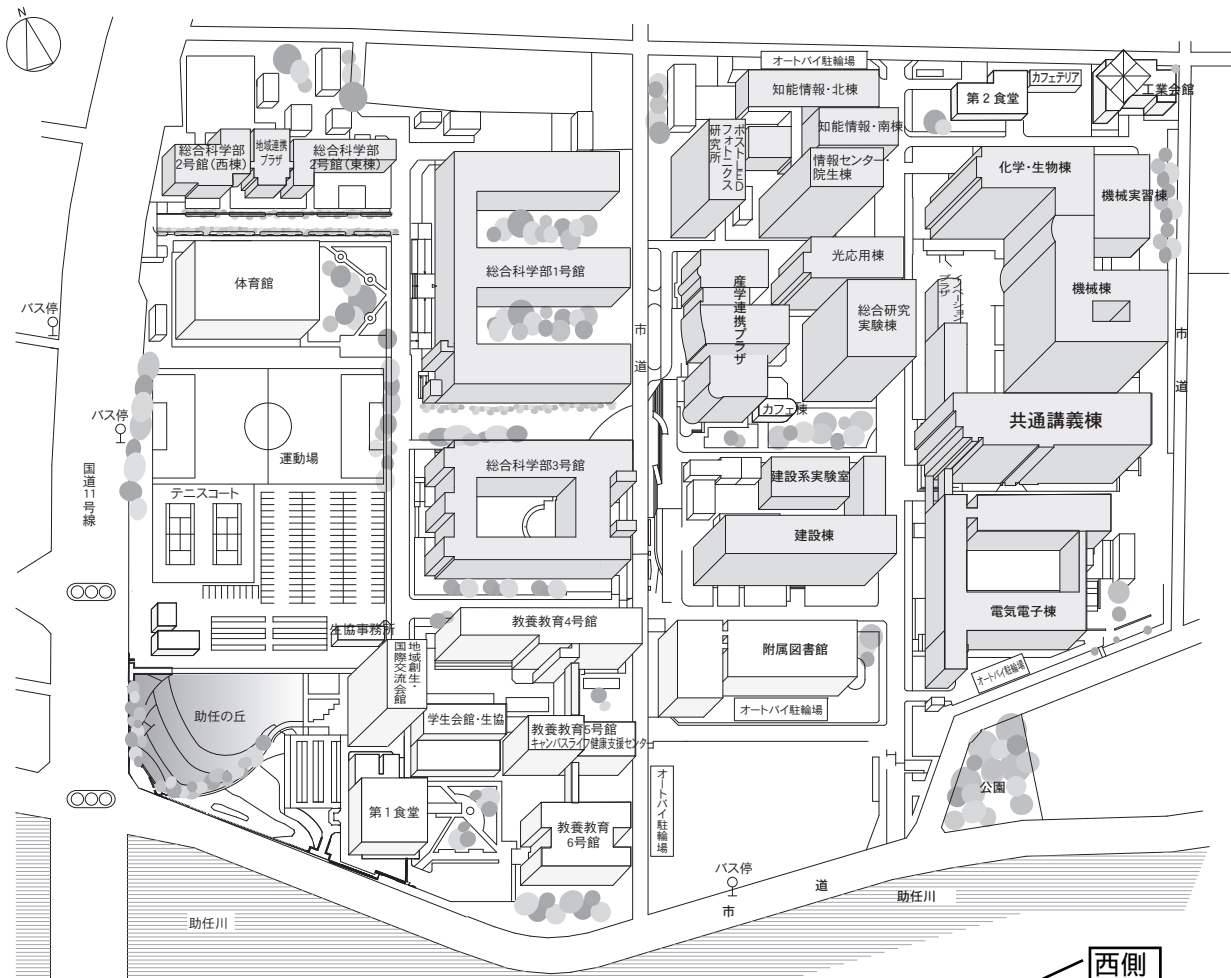 N
オートバイ駐輪場
知能情報・北棟
カフェテリア
第2食堂
工業会館
知能情報・南棟
ポストLED
フォトニクス
研究所
総合科学部
2号館(西棟)
地域連携
プラザ
総合科学部
2号館(東棟)
情報センター・
院生棟
化学・生物棟
機械実習棟
総合科学部1号館
光応用棟
体育館
産学連携プラザ
イノベーション
プラザ
機械棟
総合研究
実験棟
バス停
市道
市道
バス停
カフェ棟
共通講義棟
運動場
国道11号線
総合科学部3号館
建設系実験室
テニスコート
建設棟
電気電子棟
教養教育4号館
生協事務所
地域創生・
国際交流会館
附属図書館
オートバイ駐輪場
オートバイ駐輪場
助任の丘
学生会館・生協
教養教育5号館
キャンパスライフ健康支援センター
オートバイ駐輪場
公園
第1食堂
教養教育
6号館
バス停
市道
助任川
助任川
西側